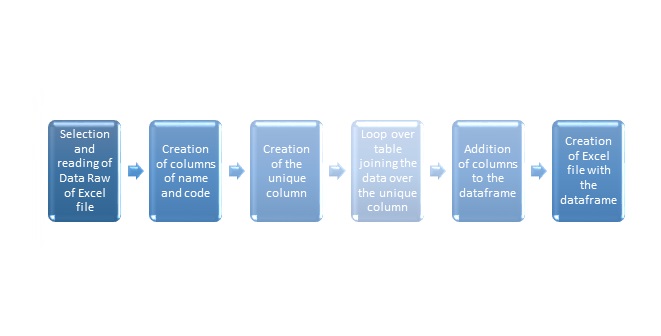 Selection
and
reading of
Data Raw
of Excel
file
Creation
of columns
of name
and code
Creation
of the
unique
column
Loop over
table
joining the
data over
the unique
column
Addition
of columns
to the
dataframe
Creation
of Excel
file with
the
dataframe